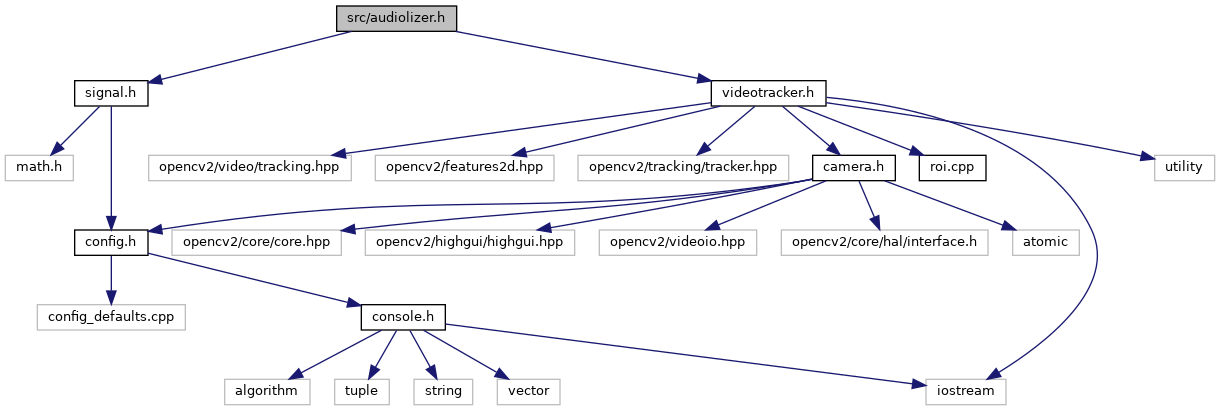 src/audiolizer.h
signal.h
videotracker.h
math.h
opencv2/video/tracking.hpp
opencv2/features2d.hpp
opencv2/tracking/tracker.hpp
camera.h
roi.cpp
utility
config.h
opencv2/core/core.hpp
opencv2/highgui/highgui.hpp
opencv2/videoio.hpp
opencv2/core/hal/interface.h
atomic
config_defaults.cpp
console.h
algorithm
tuple
string
vector
iostream